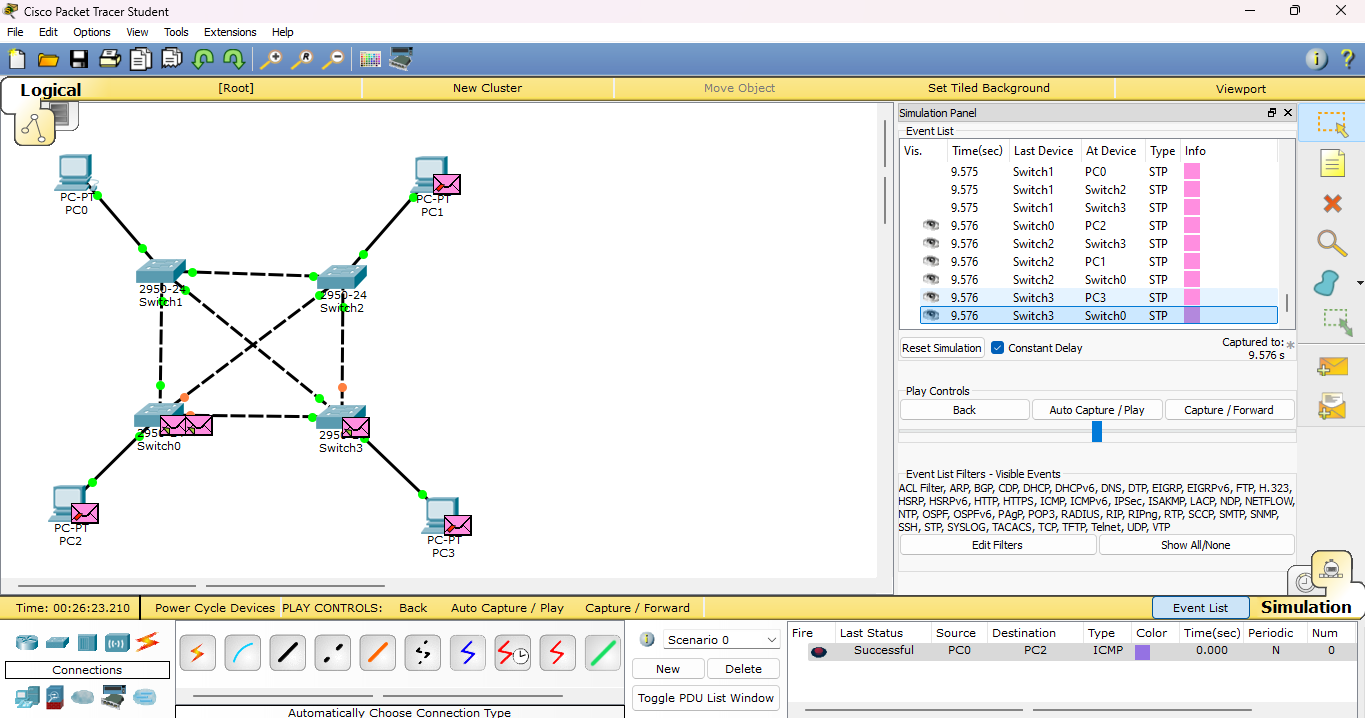 Cisco Packet Tracer Student
File Edit Options View Tools Extensions Help
Logical [Root] New Cluster Move Object Set Tiled Background Viewport
Simulation Panel
Event List
Vis. Time(sec) Last Device At Device Type Info
9.575 Switch1 PC0 STP
9.575 Switch1 Switch2 STP
9.575 Switch1 Switch3 STP
9.576 Switch0 PC2 STP
9.576 Switch2 Switch3 STP
9.576 Switch2 PC1 STP
9.576 Switch2 Switch0 STP
9.576 Switch3 PC3 STP
9.576 Switch3 Switch0 STP
Reset Simulation Constant Delay Captured to: *
9.576 s
Play Controls
Back Auto Capture / Play Capture / Forward
Event List Filters - Visible Events
ACL Filter, ARP, BGP, CDP, DHCP, DHCPv6, DNS, DTP, EIGRP, EIGRPv6, FTP, H.323,
HSRP, HSRPv6, HTTP, HTTPS, ICMP, ICMPv6, IPSec, ISAKMP, LACP, NDP, NETFLOW,
NTP, OSPF, OSPFv6, PAgP, POP3, RADIUS, RIP, RIPng, RTP, SCCP, SMTP, SNMP,
SSH, STP, SYSLOG, TACACS, TCP, TFTP, Telnet, UDP, VTP
Edit Filters Show All/None
PC-PT
PC0
PC-PT
PC1
2950-24
Switch1
2950-24
Switch2
Switch0
Switch3
PC-PT
PC2
PC-PT
PC3
Time: 00:26:23.210 Power Cycle Devices PLAY CONTROLS: Back Auto Capture / Play Capture / Forward Event List Simulation
Connections
Automatically Choose Connection Type
Scenario 0
New Delete
Toggle PDU List Window
Fire Last Status Source Destination Type Color Time(sec) Periodic Num
Successful PC0 PC2 ICMP 0.000 N 0